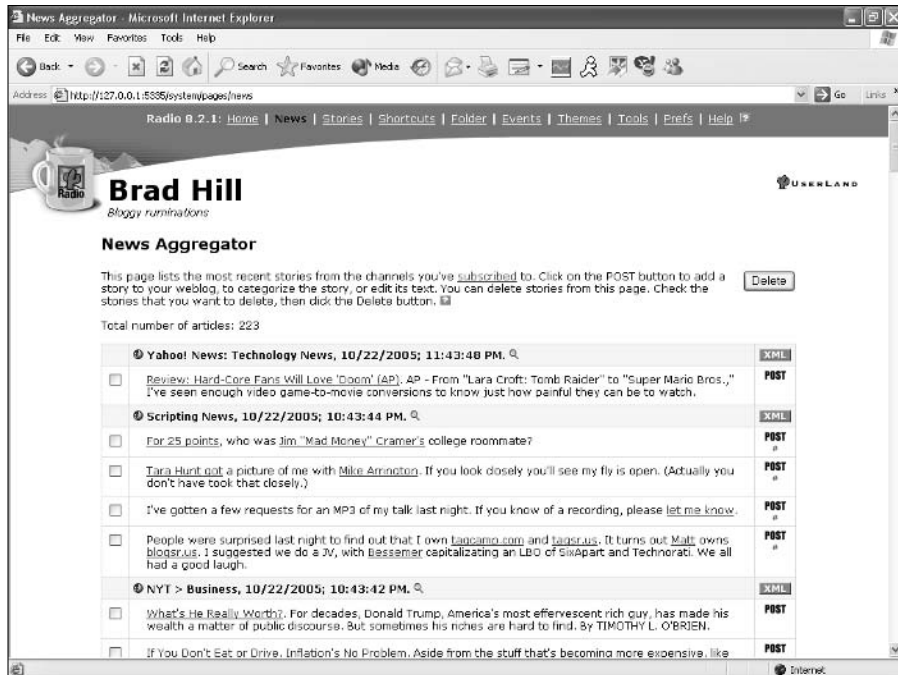 News Aggregator - Microsoft Internet Explorer
File Edit View Favorites Tools Help
Back Search Favorites Media
Address http://127.0.0.1:5335/system/pages/news Go Links
Radio 8.2.1: Home | News | Stories | Shortcuts | Folder | Events | Themes | Tools | Prefs | Help
Radio
Brad Hill
USERLAND
Bloggy ruminations
News Aggregator
This page lists the most recent stories from the channels you've subscribed to. Click on the POST button to add a
story to your weblog, to categorize the story, or edit its text. You can delete stories from this page. Check the
stories that you want to delete, then click the Delete button.
Delete
Total number of articles: 223
Yahoo! News: Technology News, 10/22/2005; 11:43:48 PM. XML
Review: Hard-Core Fans Will Love 'Doom' (AP). AP - From "Lara Croft: Tomb Raider" to "Super Mario Bros.," POST
I've seen enough video game-to-movie conversions to know just how painful they can be to watch.
Scripting News, 10/22/2005; 10:43:44 PM. XML
For 25 points, who was Jim "Mad Money" Cramer's college roommate? POST
#
Tara Hunt got a picture of me with Mike Arrington. If you look closely you'll see my fly is open. (Actually you POST
don't have took that closely.) #
I've gotten a few requests for an MP3 of my talk last night. If you know of a recording, please let me know. POST
#
People were surprised last night to find out that I own tagcamp.com and tagsr.us. It turns out Matt owns POST
blogsr.us. I suggested we do a JV, with Bessemer capitalizating an LBO of SixApart and Technorati. We all #
had a good laugh.
NYT > Business, 10/22/2005; 10:43:42 PM. XML
What's He Really Worth?. For decades, Donald Trump, America's most effervescent rich guy, has made his POST
wealth a matter of public discourse. But sometimes his riches are hard to find. By TIMOTHY L. O'BRIEN.
If You Don't Eat or Drive, Inflation's No Problem. Aside from the stuff that's becoming more expensive, like POST
Internet